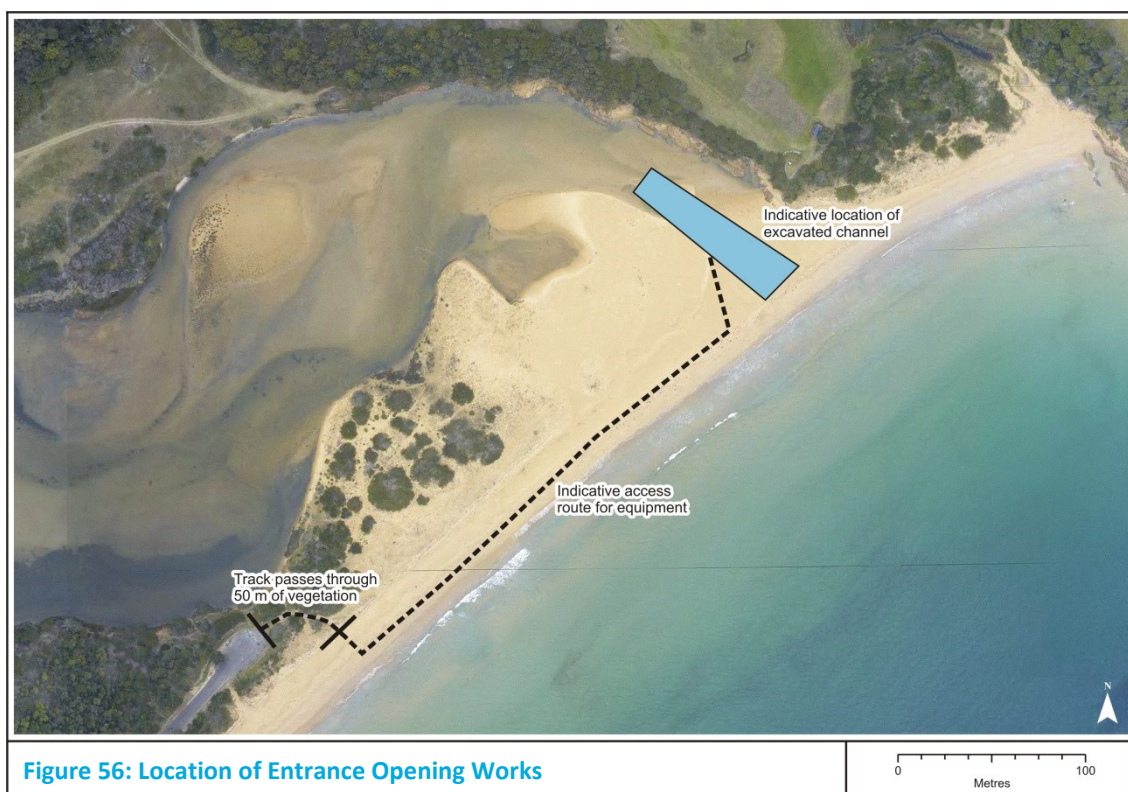 Indicative location of
excavated channel
Indicative access
route for equipment
Track passes through
50 m of vegetation
N
Figure 56: Location of Entrance Opening Works
0 100
Metres